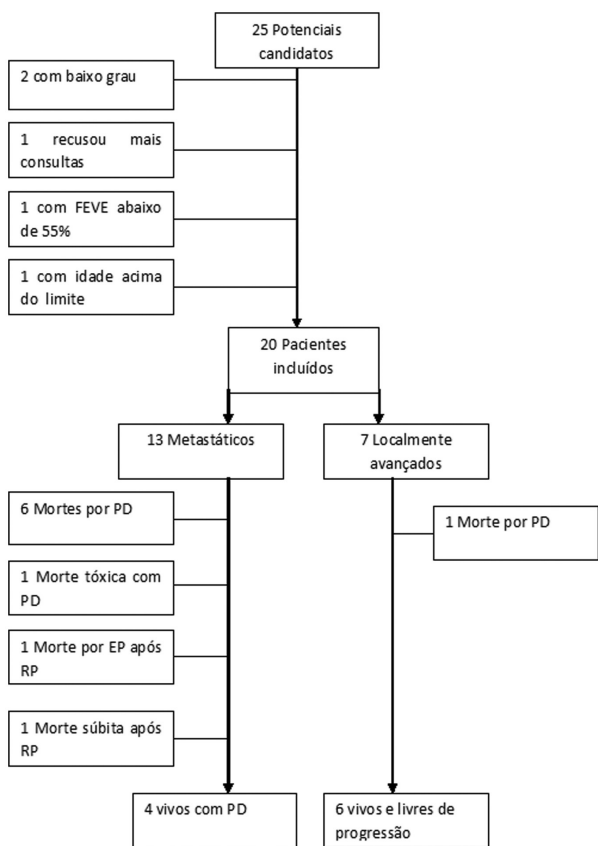 25 Potenciais
candidatos
2 com baixo grau
1 recusou mais
consultas
1 com FEVE abaixo
de 55%
1 com idade acima
do limite
20 Pacientes
incluídos
13 Metastáticos
7 Localmente
avançados
6 Mortes por PD
1 Morte por PD
1 Morte tóxica com
PD
1 Morte por EP após
RP
1 Morte súbita após
RP
4 vivos com PD
6 vivos e livres de
progressão